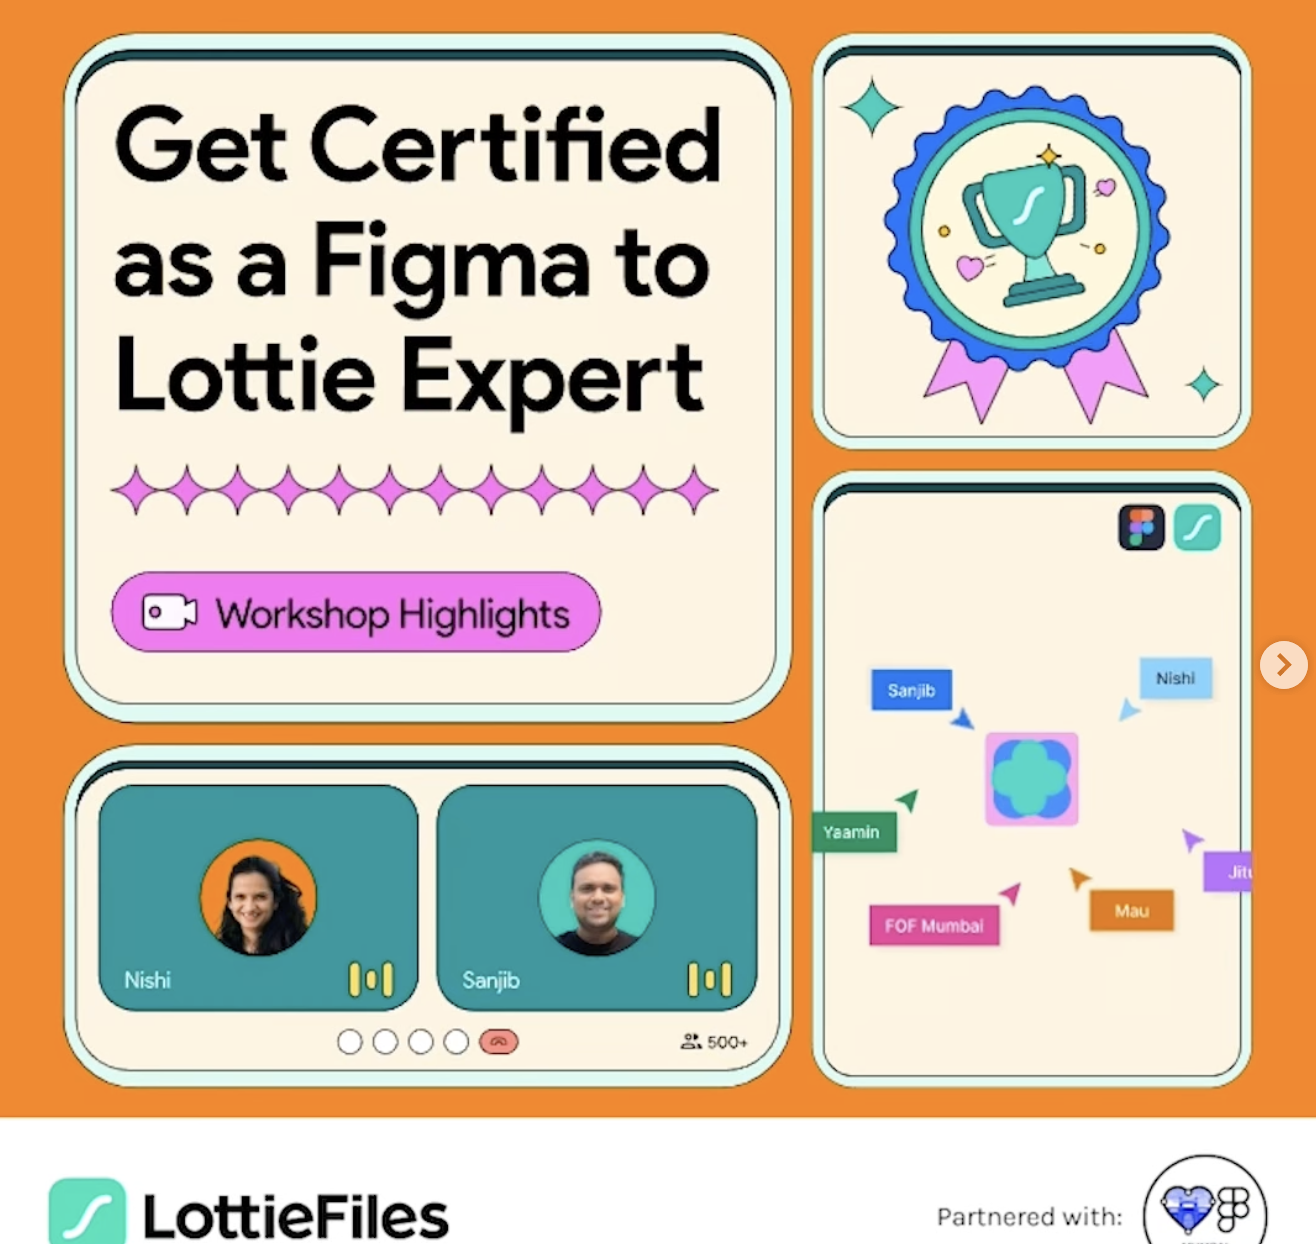 Get Certified
as a Figma to
Lottie Expert
Workshop Highlights
Nishi
Sanjib
500+
Sanjib
Nishi
Yaamin
Mau
FOF Mumbai
LottieFiles
Partnered with: